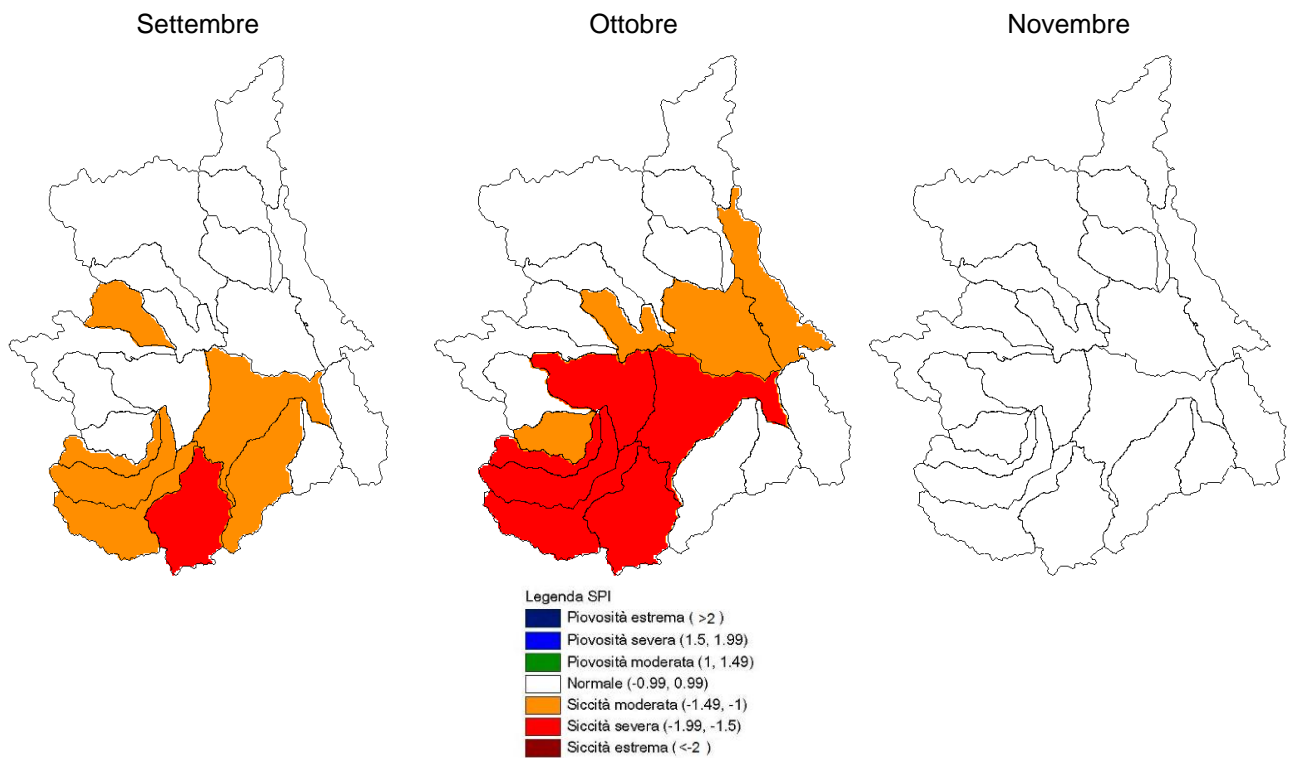 Settembre
Ottobre
Novembre
Legenda SPI
Piovosità estrema ( >2 )
Piovosità severa (1.5, 1.99)
Piovosità moderata (1, 1.49)
Normale (-0.99, 0.99)
Siccità moderata (-1.49, -1)
Siccità severa (-1.99, -1.5)
Siccità estrema (<-2 )